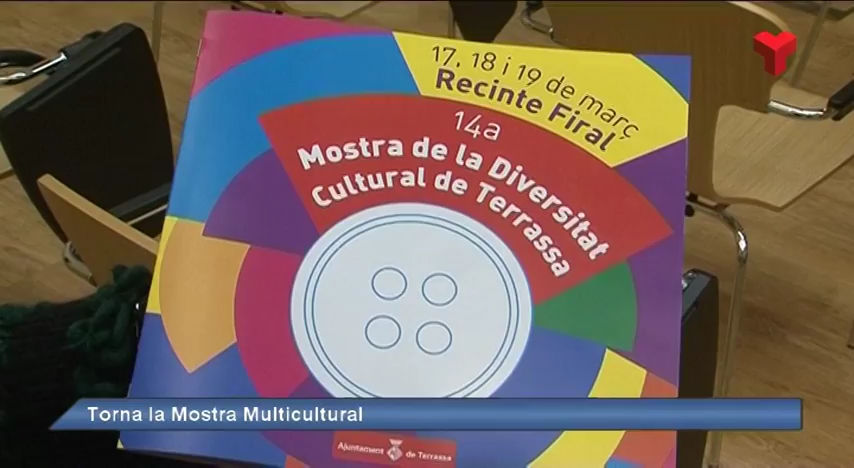 17, 18 i 19 de març
Recinte Firal
14a
Mostra de la Diversitat
Cultural de Terrassa
Torna la Mostra Multicultural
Ajuntament de Terrassa